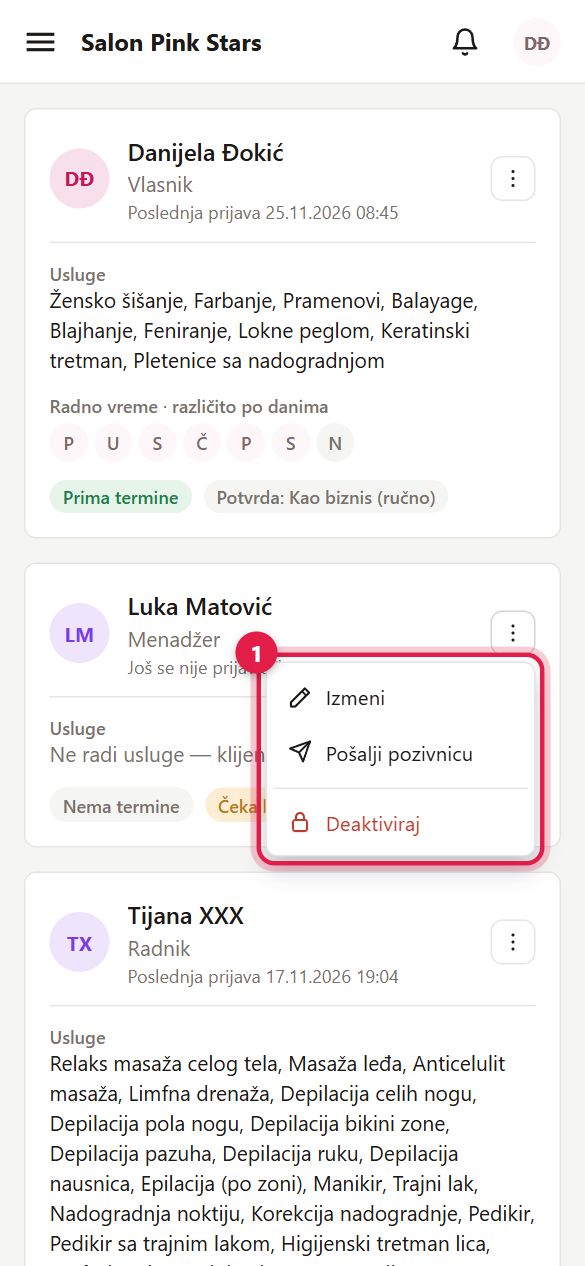 Salon Pink Stars
DĐ
DĐ
Danijela Đokić
Vlasnik
Poslednja prijava 25.11.2026 08:45
Usluge
Žensko šišanje, Farbanje, Pramenovi, Balayage,
Blajhanje, Feniranje, Lokne peglom, Keratinski
tretman, Pletenice sa nadogradnjom
Radno vreme · različito po danima
P U S Č P S N
Prima termine
Potvrda: Kao biznis (ručno)
LM
Luka Matović
Menadžer
Još se nije
1
Izmeni
Pošalji pozivnicu
Deaktiviraj
Usluge
Ne radi usluge —
Nema termine
TX
Tijana XXX
Radnik
Poslednja prijava 17.11.2026 19:04
Usluge
Relaks masaža celog tela, Masaža leđa, Anticelulit
masaža, Limfna drenaža, Depilacija celih nogu,
Depilacija pola nogu, Depilacija bikini zone,
Depilacija pazuha, Depilacija ruku, Depilacija
nausnica, Epilacija (po zoni), Manikir, Trajni lak,
Nadogradnja noktiju, Korekcija nadogradnje, Pedikir,
Pedikir sa trajnim lakom, Higijenski tretman lica,